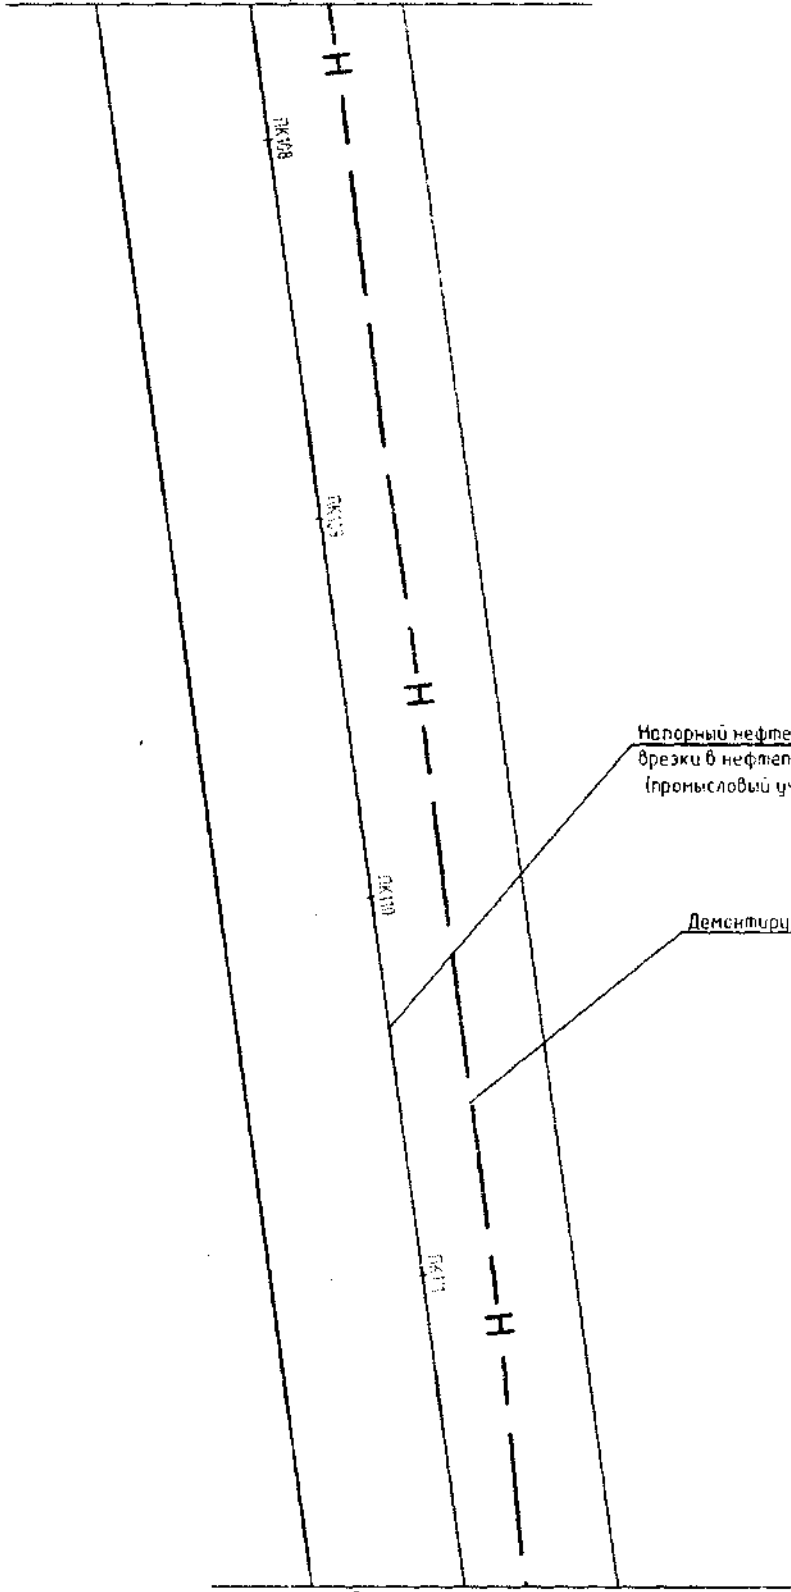 Н
ПК108
ПК109
Н
Напорный нефте
врезки в нефтеп
(промысловый уч
ПК110
Демонтиру
ПК111
Н